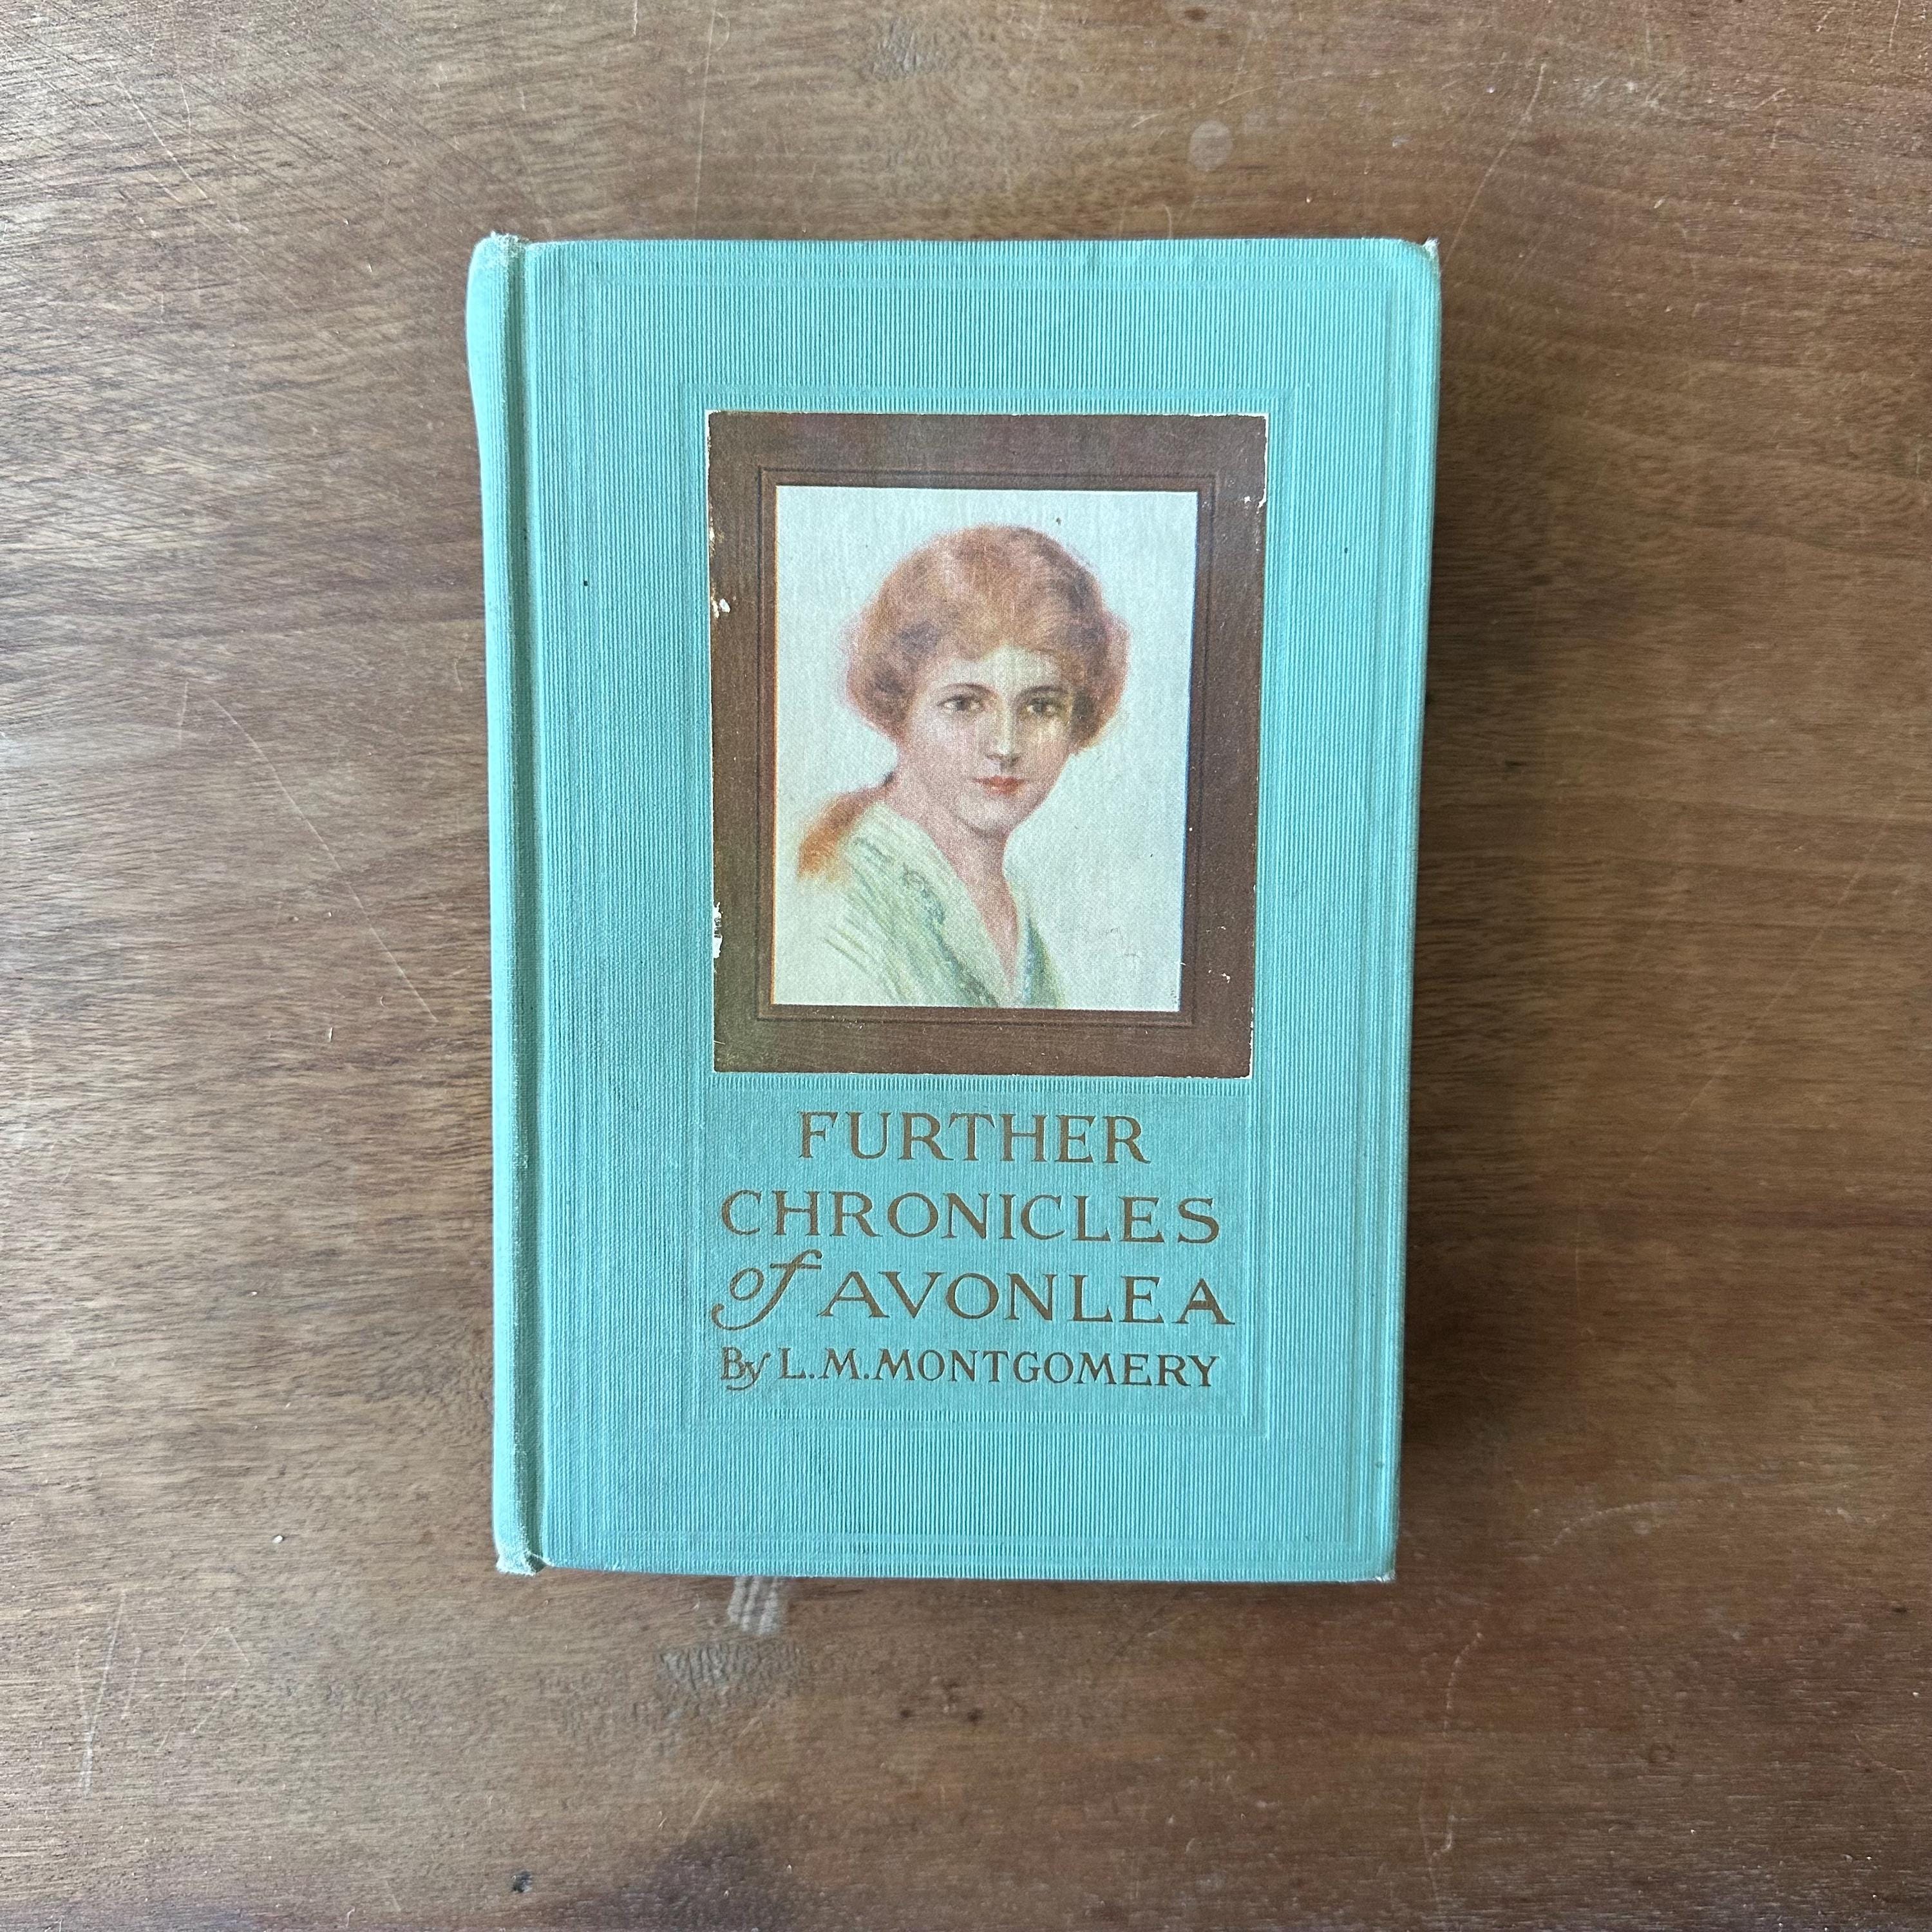 FURTHER
CHRONICLES
of AVONLEA
By L.M.MONTGOMERY